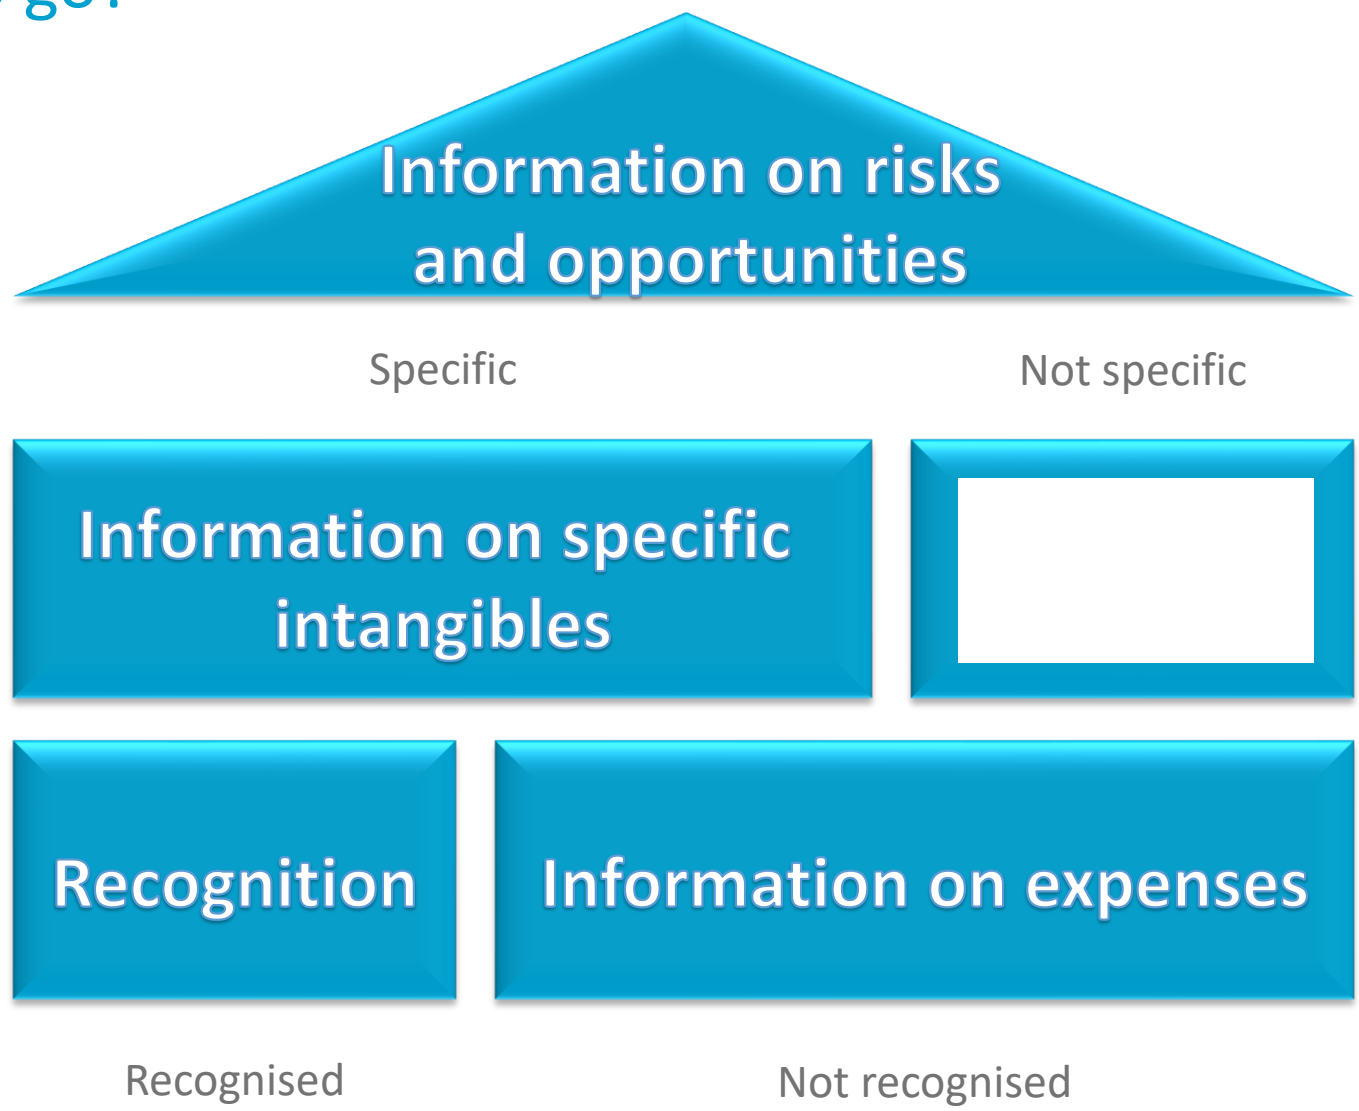 go?
Information on risks
and opportunities
Specific
Not specific
Information on specific
intangibles
Recognition
Information on expenses
Recognised
Not recognised